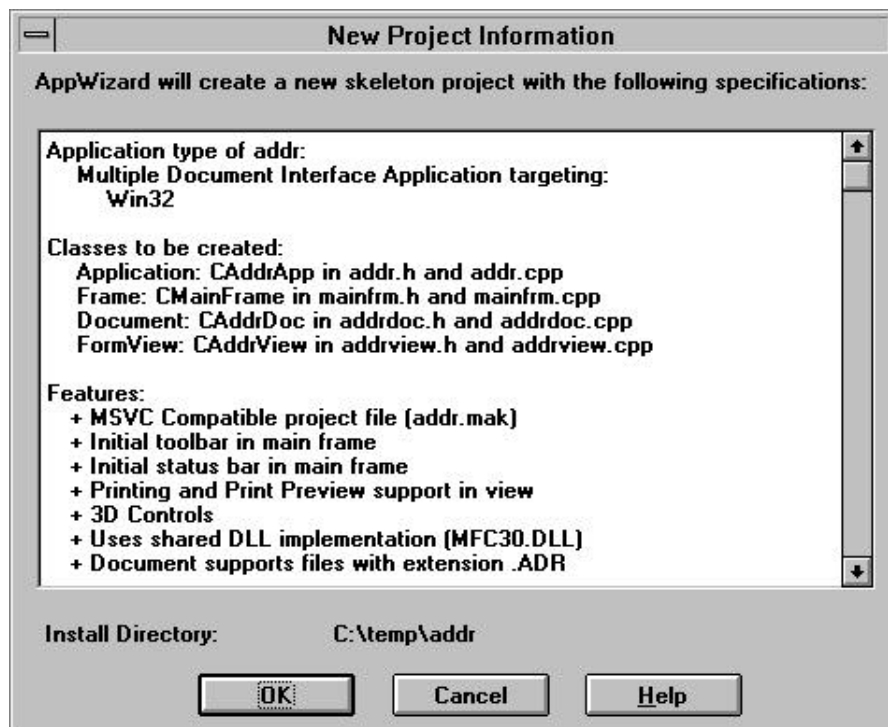 New Project Information
AppWizard will create a new skeleton project with the following specifications:
Application type of addr:
Multiple Document Interface Application targeting:
Win32
Classes to be created:
Application: CAddrApp in addr.h and addr.cpp
Frame: CMainFrame in mainfrm.h and mainfrm.cpp
Document: CAddrDoc in addrdoc.h and addrdoc.cpp
FormView: CAddrView in addrview.h and addrview.cpp
Features:
+ MSVC Compatible project file (addr.mak)
+ Initial toolbar in main frame
+ Initial status bar in main frame
+ Printing and Print Preview support in view
+ 3D Controls
+ Uses shared DLL implementation (MFC30.DLL)
+ Document supports files with extension .ADR
Install Directory: C:\temp\addr
OK Cancel Help